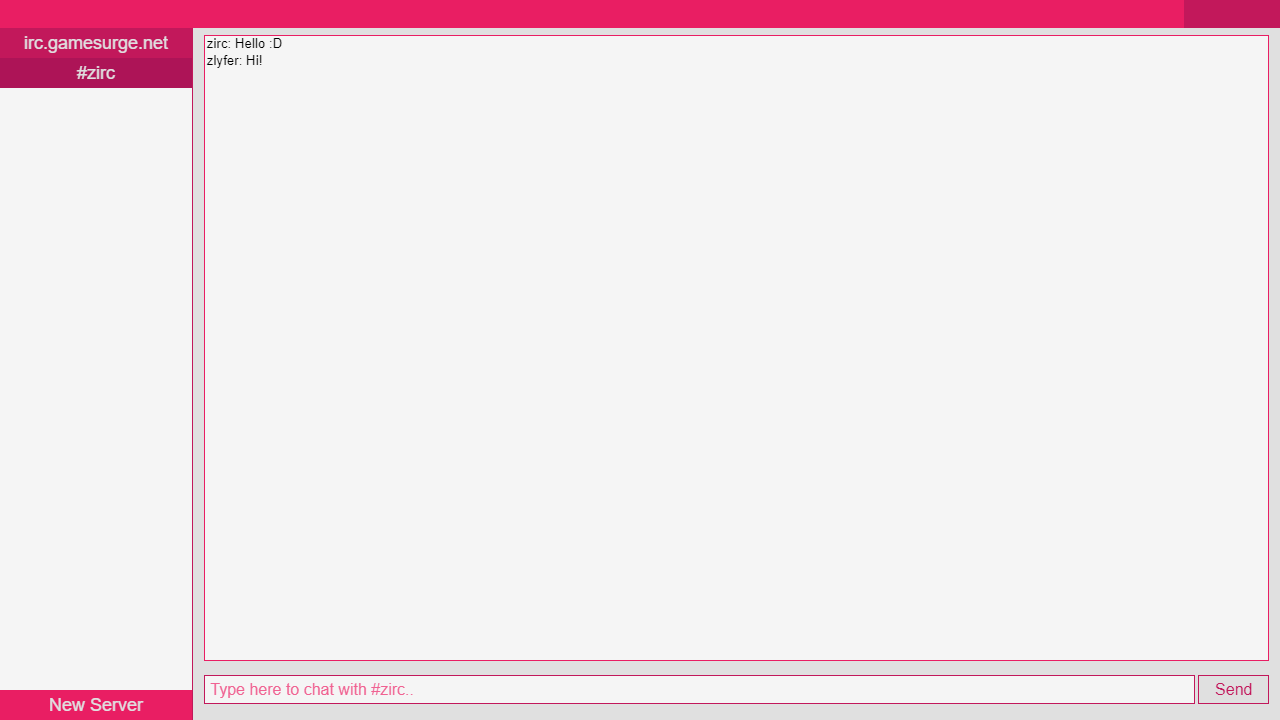 irc.gamesurge.net
#zirc
zirc: Hello :D
zlyfer: Hi!
Type here to chat with #zirc..
Send
New Server